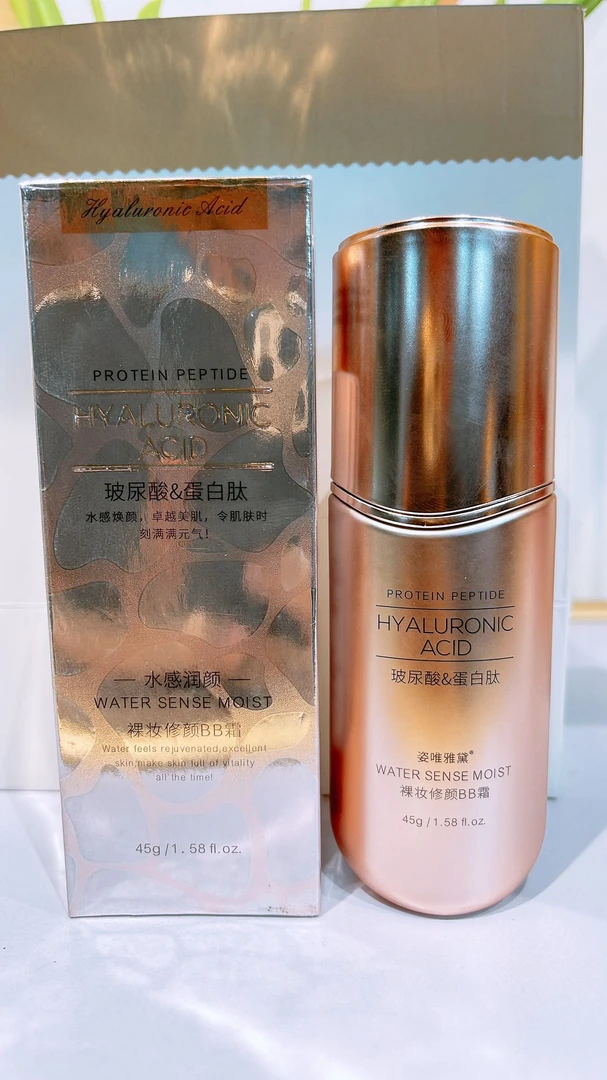 Hyaluronic Acid
PROTEIN PEPTIDE
HYALURONIC
ACID
玻尿酸&蛋白肽
水感焕颜，卓越美肌，令肌肤时
刻满满元气！
— 水感润颜 —
WATER SENSE MOIST
裸妆修颜BB霜
Water feels rejuvenated,excellent
skin,make skin full of vitality
all the time!
45g/1.58 fl.oz.
PROTEIN PEPTIDE
HYALURONIC
ACID
玻尿酸&蛋白肽
姿唯雅黛®
WATER SENSE MOIST
裸妆修颜BB霜
45g/1.58 fl.oz.